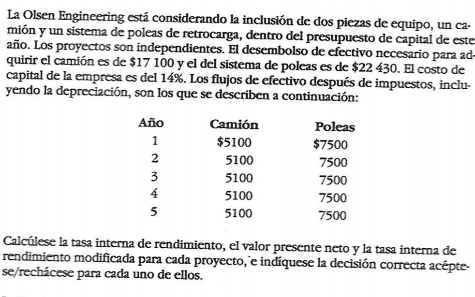 La Olsen Engineering está considerando la inclusión de dos piezas de equipo, un ca-
mión y un sistema de poleas de retrocarga, dentro del presupuesto de capital de este
año. Los proyectos son independientes. El desembolso de efectivo necesario para ad-
quirir el camión es de $17 100 y el del sistema de poleas es de $22 430. El costo de
capital de la empresa es del 14%. Los flujos de efectivo después de impuestos, inclu-
yendo la depreciación, son los que se describen a continuación:
Año Camión Poleas
1 $5100 $7500
2 5100 7500
3 5100 7500
4 5100 7500
5 5100 7500
Calcúlese la tasa interna de rendimiento, el valor presente neto y la tasa interna de
rendimiento modificada para cada proyecto, e indíquese la decisión correcta acépte-
se/rechácese para cada uno de ellos.